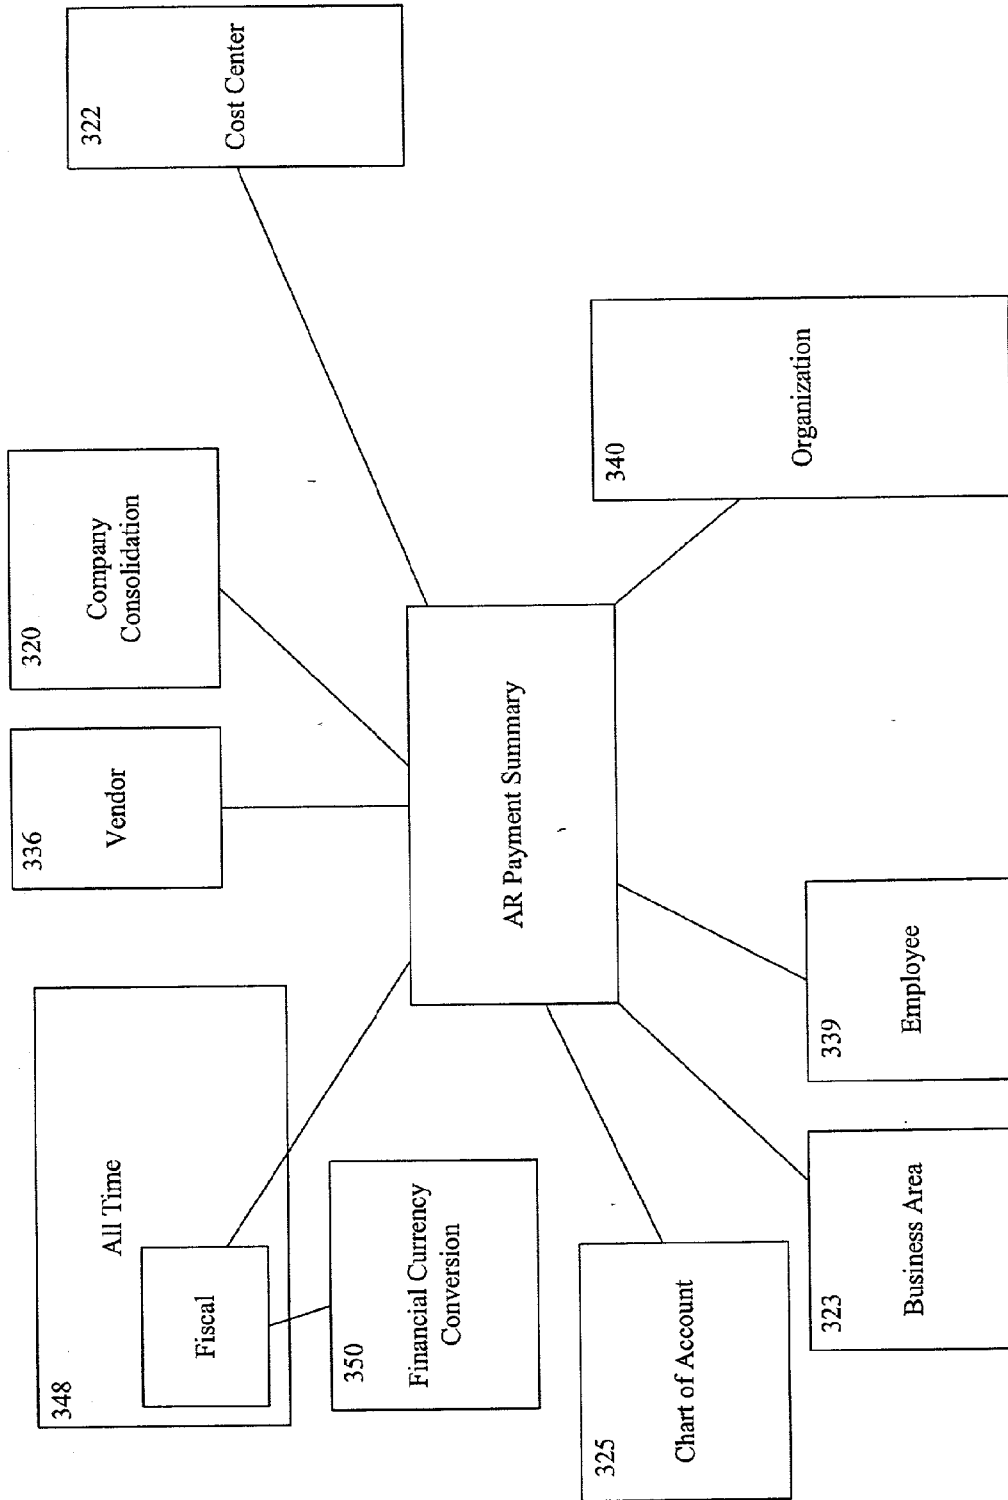 348
All Time
Fiscal
336
Vendor
320
Company
Consolidation
322
Cost Center
350
Financial Currency
Conversion
AR Payment Summary
325
Chart of Account
323
Business Area
339
Employee
340
Organization